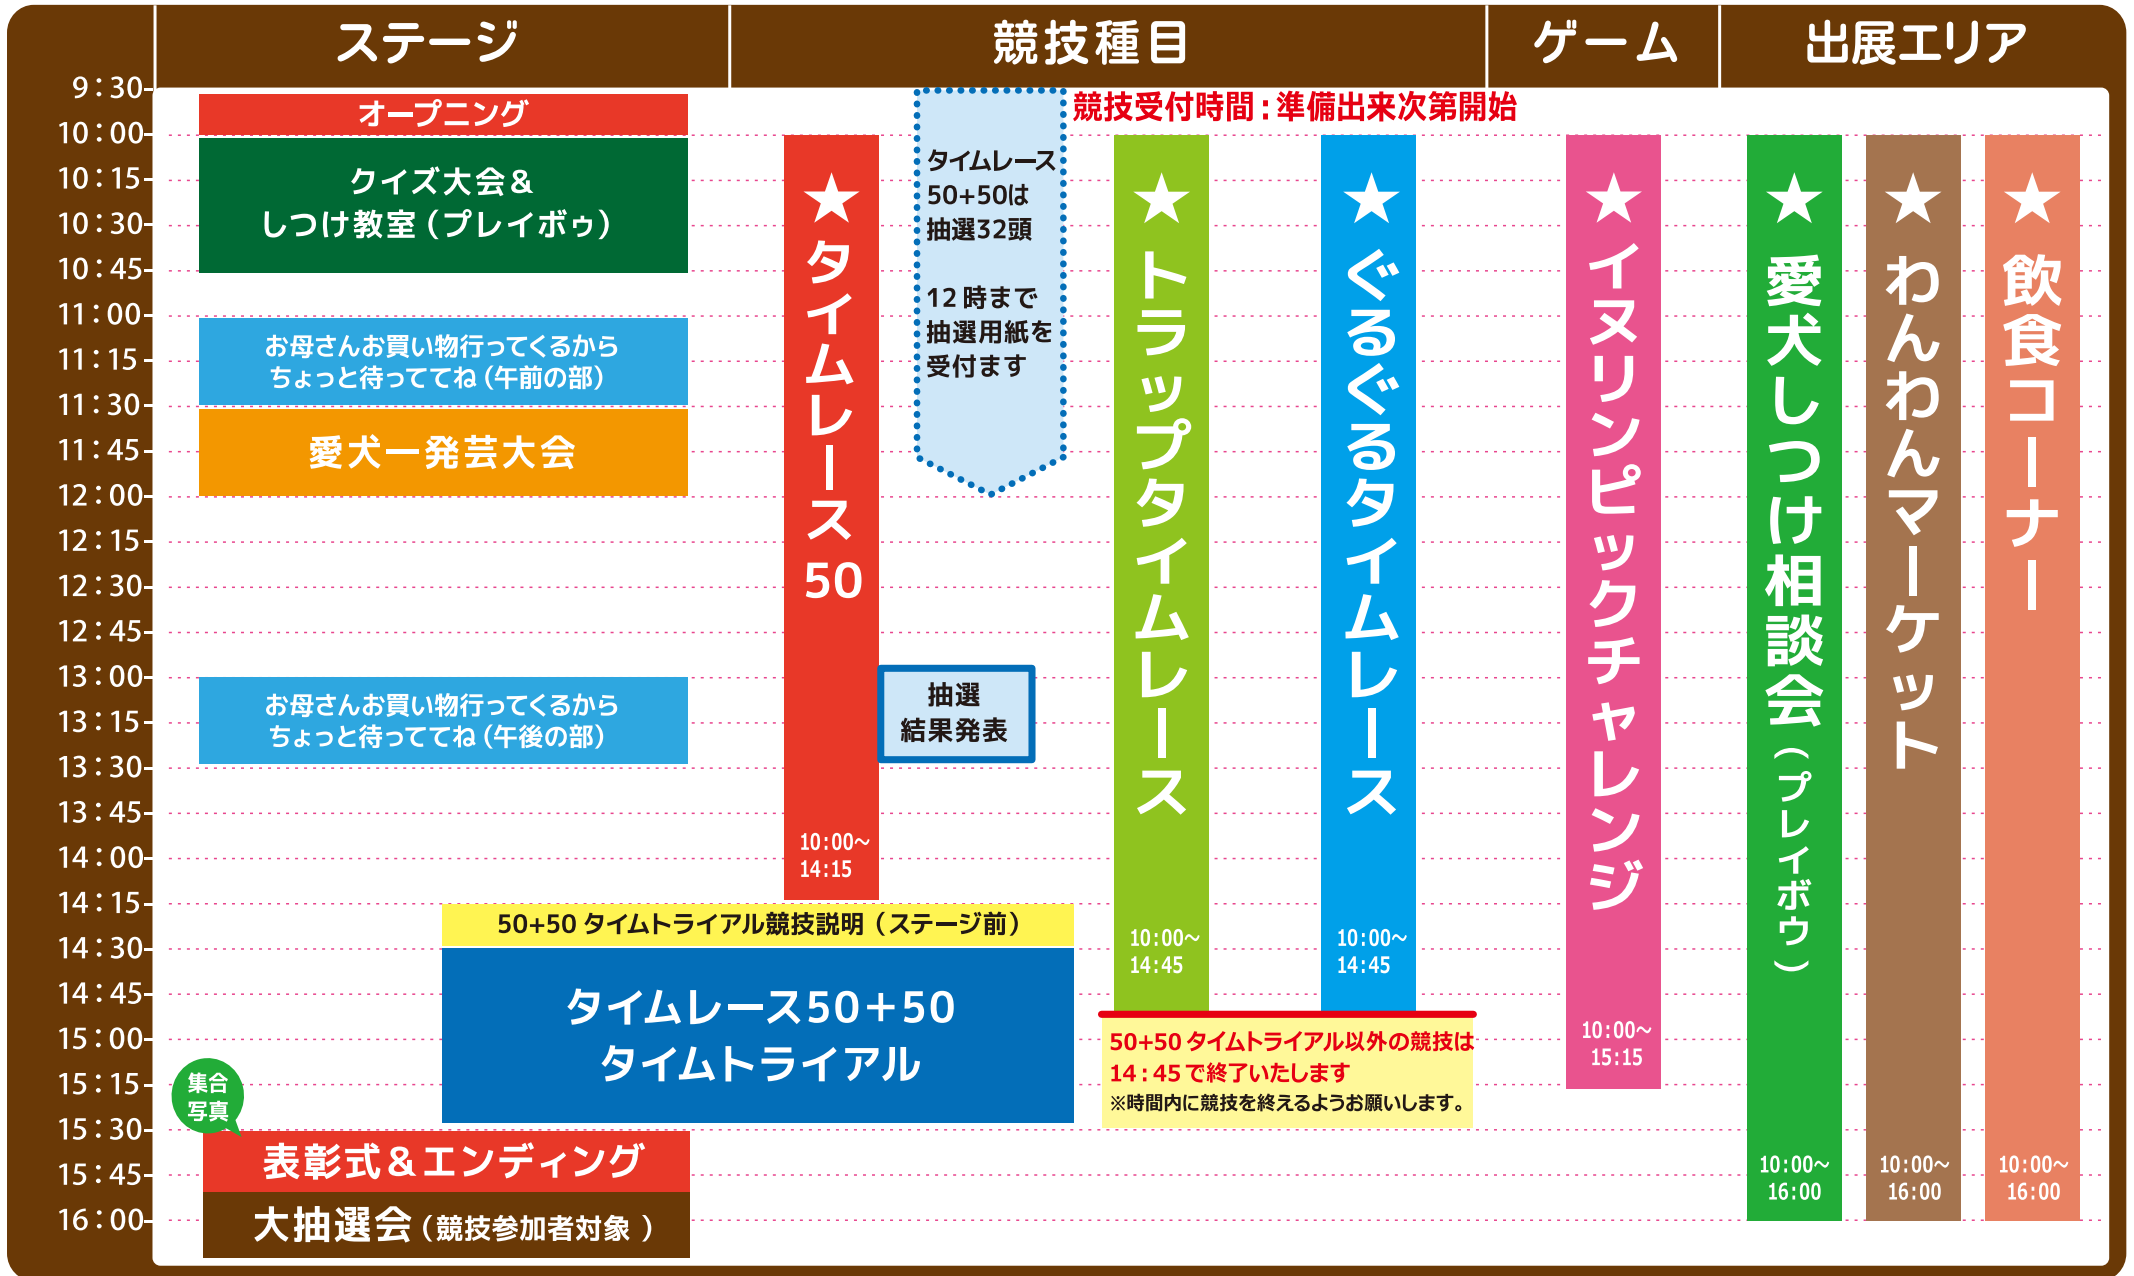 ステージ
競技種目
ゲーム
出展エリア
9:30
10:00
10:15
10:30
10:45
11:00
11:15
11:30
11:45
12:00
12:15
12:30
12:45
13:00
13:15
13:30
13:45
14:00
14:15
14:30
14:45
15:00
15:15
15:30
15:45
16:00
オープニング
クイズ大会＆
しつけ教室（プレイボゥ）
お母さんお買い物行ってくるから
ちょっと待っててね（午前の部）
愛犬一発芸大会
お母さんお買い物行ってくるから
ちょっと待っててね（午後の部）
50+50 タイムトライアル競技説明（ステージ前）
タイムレース50＋50
タイムトライアル
集合
写真
表彰式＆エンディング
大抽選会（競技参加者対象 ）
★タイムレース50
10:00～
14:15
タイムレース
50+50は
抽選32頭
12 時まで
抽選用紙を
受付ます
抽選
結果発表
競技受付時間：準備出来次第開始
★トラップタイムレース
10:00～
14:45
★ぐるぐるタイムレース
10:00～
14:45
50+50 タイムトライアル以外の競技は
14：45 で終了いたします
※時間内に競技を終えるようお願いします。
★イヌリンピックチャレンジ
10:00～
15:15
★愛犬しつけ相談会（プレイボウ）
10:00～
16:00
★わんわんマーケット
10:00～
16:00
★飲食コーナー
10:00～
16:00